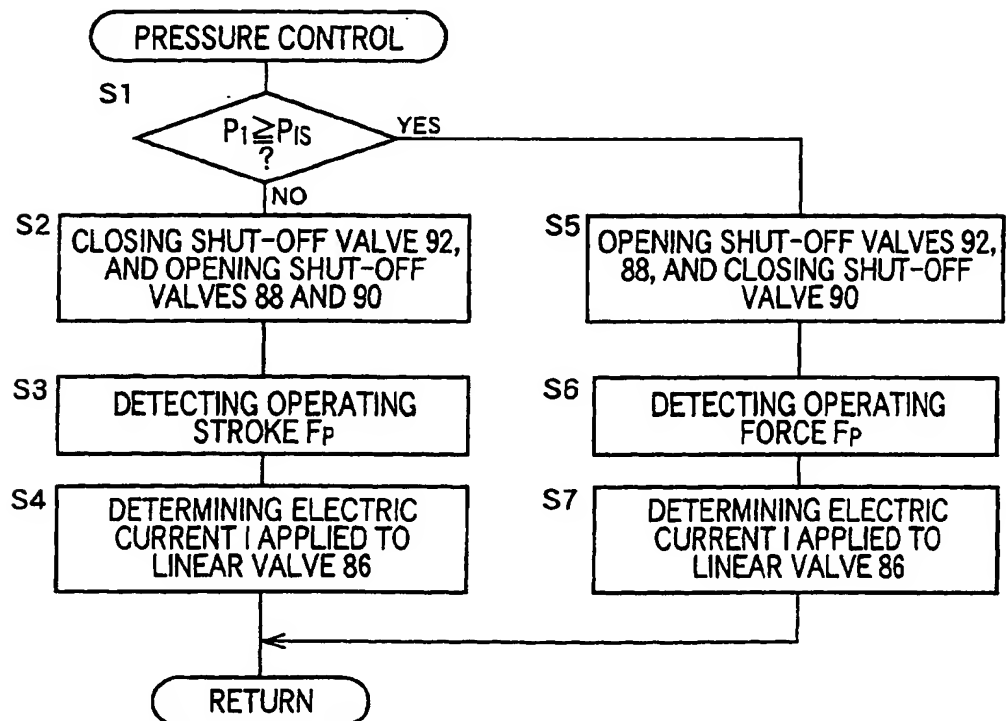 PRESSURE CONTROL
S1
P1≧PIS
?
YES
NO
S2
CLOSING SHUT-OFF VALVE 92,
AND OPENING SHUT-OFF
VALVES 88 AND 90
S3
DETECTING OPERATING
STROKE FP
S4
DETERMINING ELECTRIC
CURRENT I APPLIED TO
LINEAR VALVE 86
S5
OPENING SHUT-OFF VALVES 92,
88, AND CLOSING SHUT-OFF
VALVE 90
S6
DETECTING OPERATING
FORCE FP
S7
DETERMINING ELECTRIC
CURRENT I APPLIED TO
LINEAR VALVE 86
RETURN